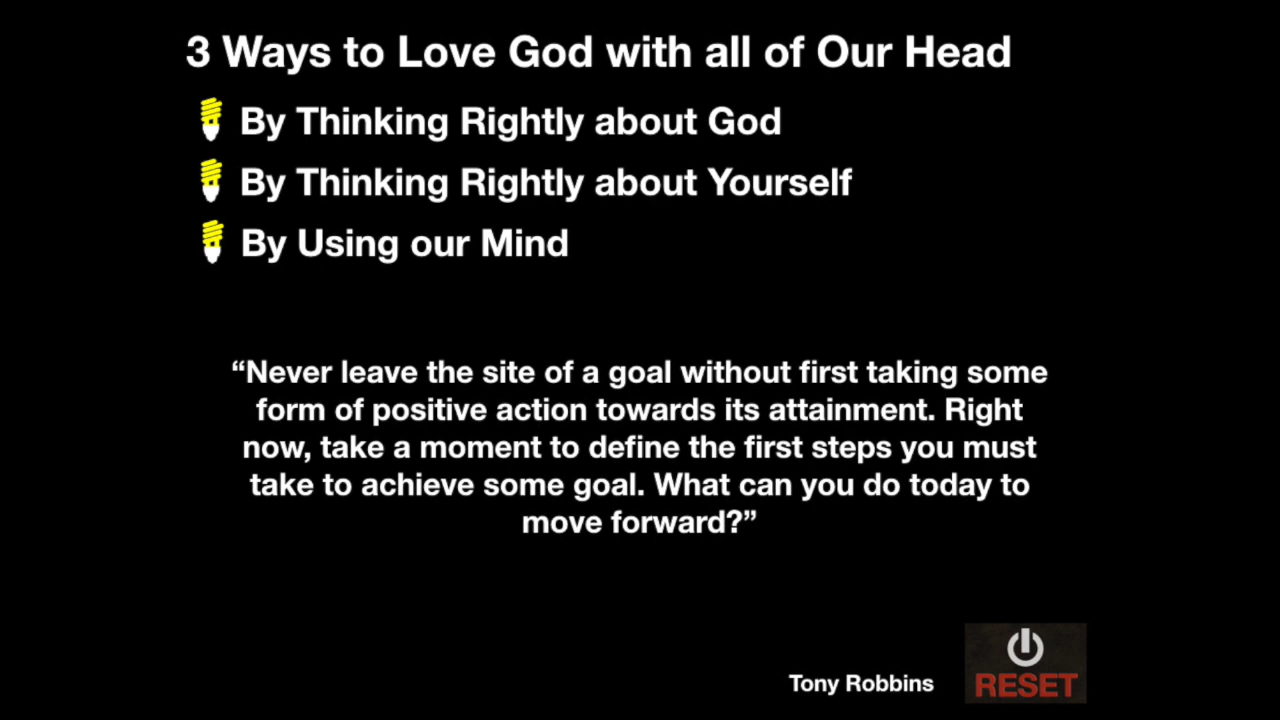 3 Ways to Love God with all of Our Head
By Thinking Rightly about God
By Thinking Rightly about Yourself
By Using our Mind
“Never leave the site of a goal without first taking some
form of positive action towards its attainment. Right
now, take a moment to define the first steps you must
take to achieve some goal. What can you do today to
move forward?”
Tony Robbins
RESET